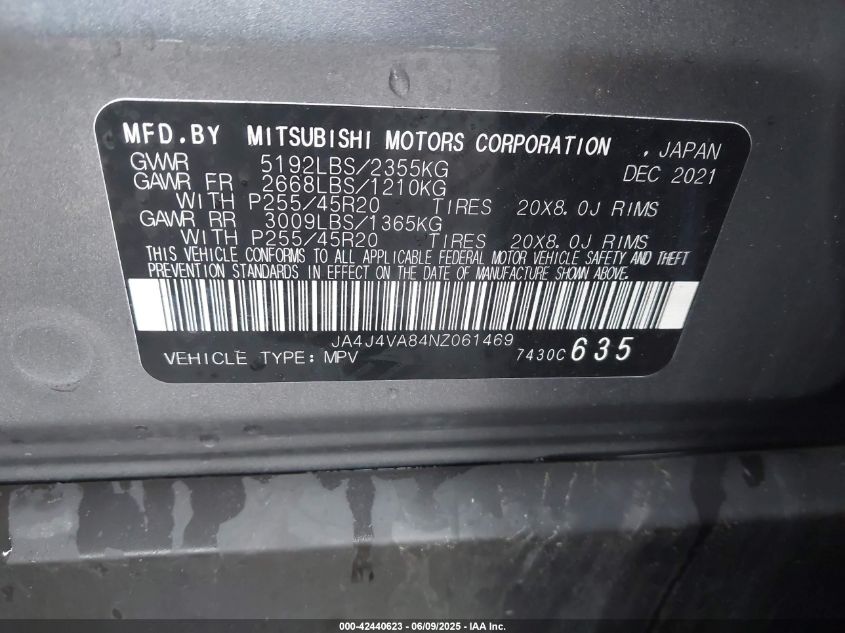 MFD.BY MITSUBISHI MOTORS CORPORATION , JAPAN
GVWR 5192LBS/2355KG DEC 2021
GAWR FR 2668LBS/1210KG
WITH P255/45R20 TIRES 20X8.0J RIMS
GAWR RR 3009LBS/1365KG
WITH P255/45R20 TIRES 20X8.0J RIMS
THIS VEHICLE CONFORMS TO ALL APPLICABLE FEDERAL MOTOR VEHICLE SAFETY AND THEFT
PREVENTION STANDARDS IN EFFECT ON THE DATE OF MANUFACTURE SHOWN ABOVE.
JA4J4VA84NZ061469
VEHICLE TYPE: MPV 7430C 635
000-42440623 - 06/09/2025 - IAA Inc.